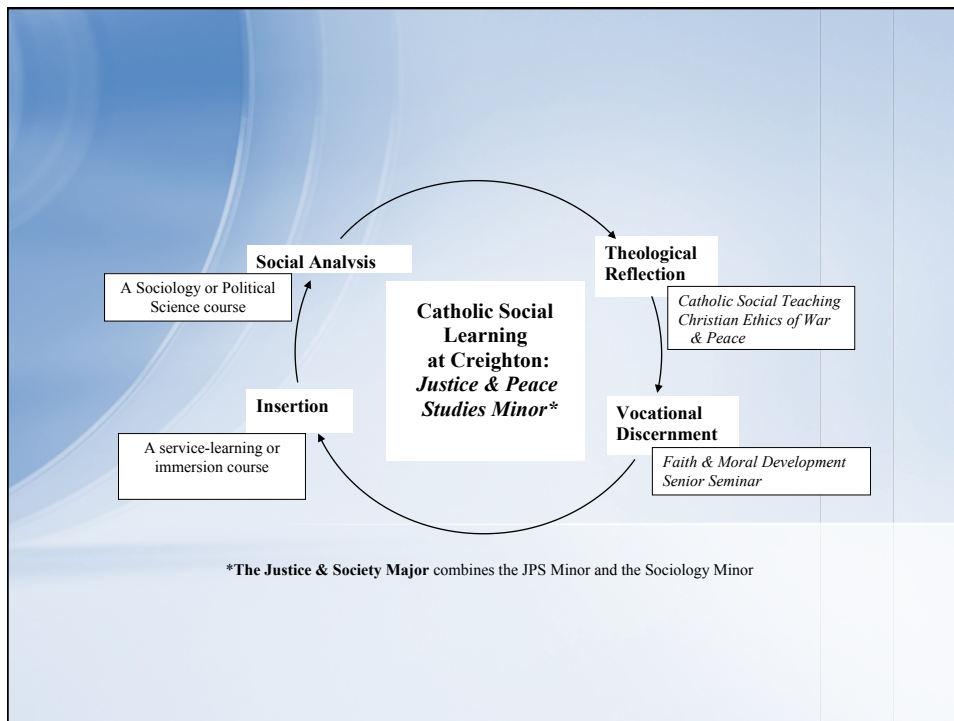 Social Analysis
A Sociology or Political
Science course
Theological
Reflection
Catholic Social Teaching
Christian Ethics of War
& Peace
Catholic Social
Learning
at Creighton:
Justice & Peace
Studies Minor*
Insertion
A service-learning or
immersion course
Vocational
Discernment
Faith & Moral Development
Senior Seminar
*The Justice & Society Major combines the JPS Minor and the Sociology Minor